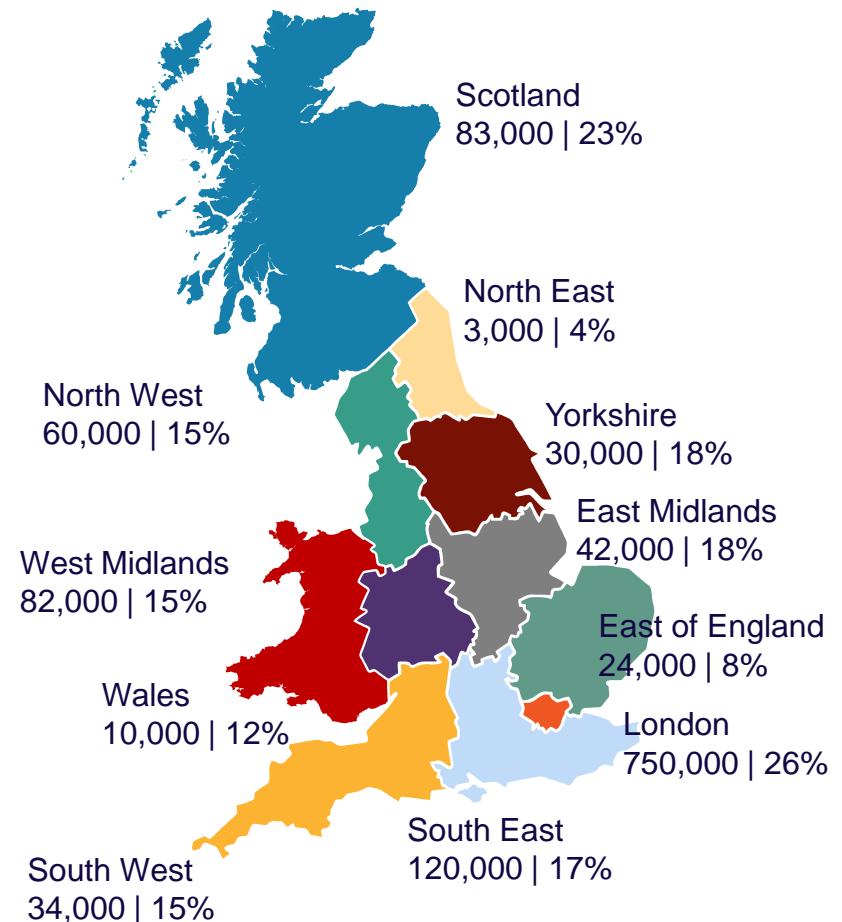 Scotland
83,000 | 23%
North East
3,000 | 4%
North West
60,000 | 15%
Yorkshire
30,000 | 18%
East Midlands
42,000 | 18%
West Midlands
82,000 | 15%
East of England
24,000 | 8%
Wales
10,000 | 12%
London
750,000 | 26%
South East
120,000 | 17%
South West
34,000 | 15%